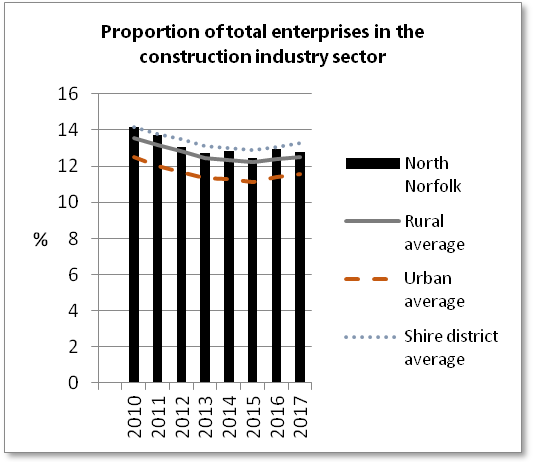 Proportion of total enterprises in the
construction industry sector
16
14
12
10
8
6
4
2
0
%
2010
2011
2012
2013
2014
2015
2016
2017
North
Norfolk
Rural
average
Urban
average
Shire district
average